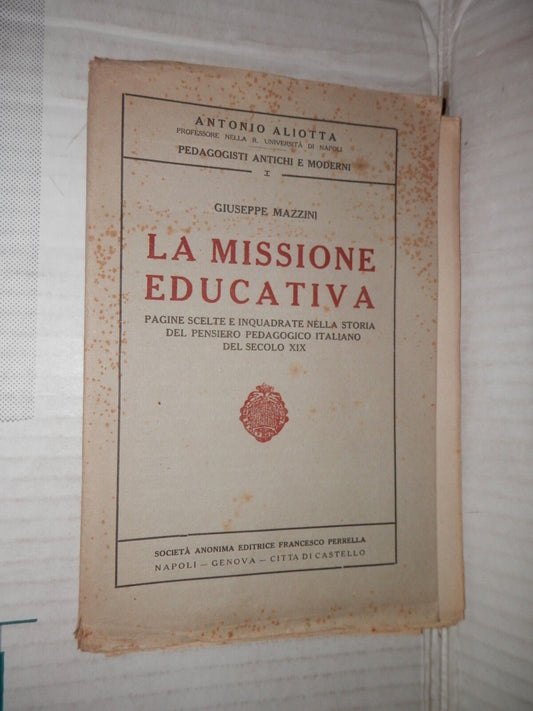 ANTONIO ALIOTTA
PROFESSORE NELLA R. UNIVERSITÀ DI NAPOLI
PEDAGOGISTI ANTICHI E MODERNI
I
GIUSEPPE MAZZINI
LA MISSIONE
EDUCATIVA
PAGINE SCELTE E INQUADRATE NELLA STORIA
DEL PENSIERO PEDAGOGICO ITALIANO
DEL SECOLO XIX
SOCIETÀ ANONIMA EDITRICE FRANCESCO PERRELLA
NAPOLI — GENOVA — CITTA DI CASTELLO